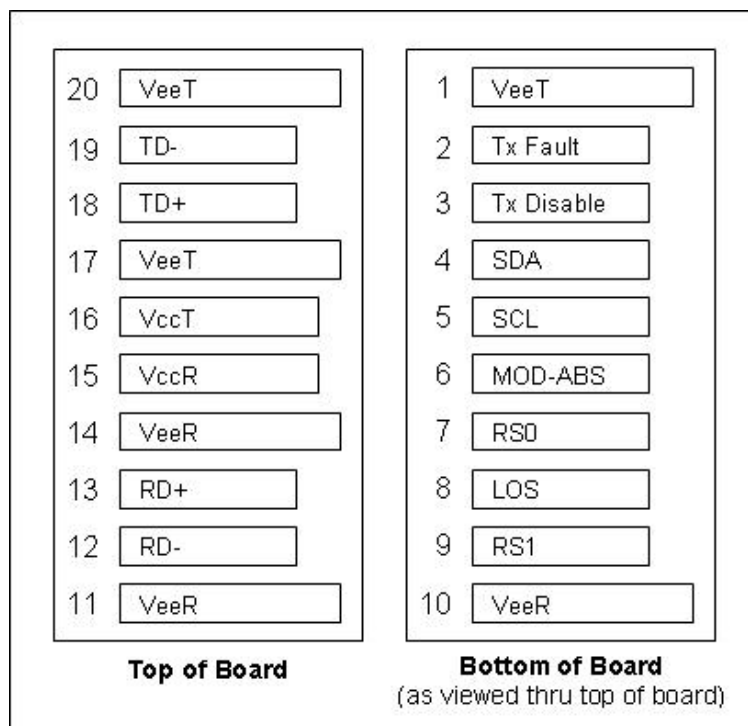 20 VeeT
19 TD-
18 TD+
17 VeeT
16 VccT
15 VccR
14 VeeR
13 RD+
12 RD-
11 VeeR
Top of Board
1 VeeT
2 Tx Fault
3 Tx Disable
4 SDA
5 SCL
6 MOD-ABS
7 RS0
8 LOS
9 RS1
10 VeeR
Bottom of Board
(as viewed thru top of board)